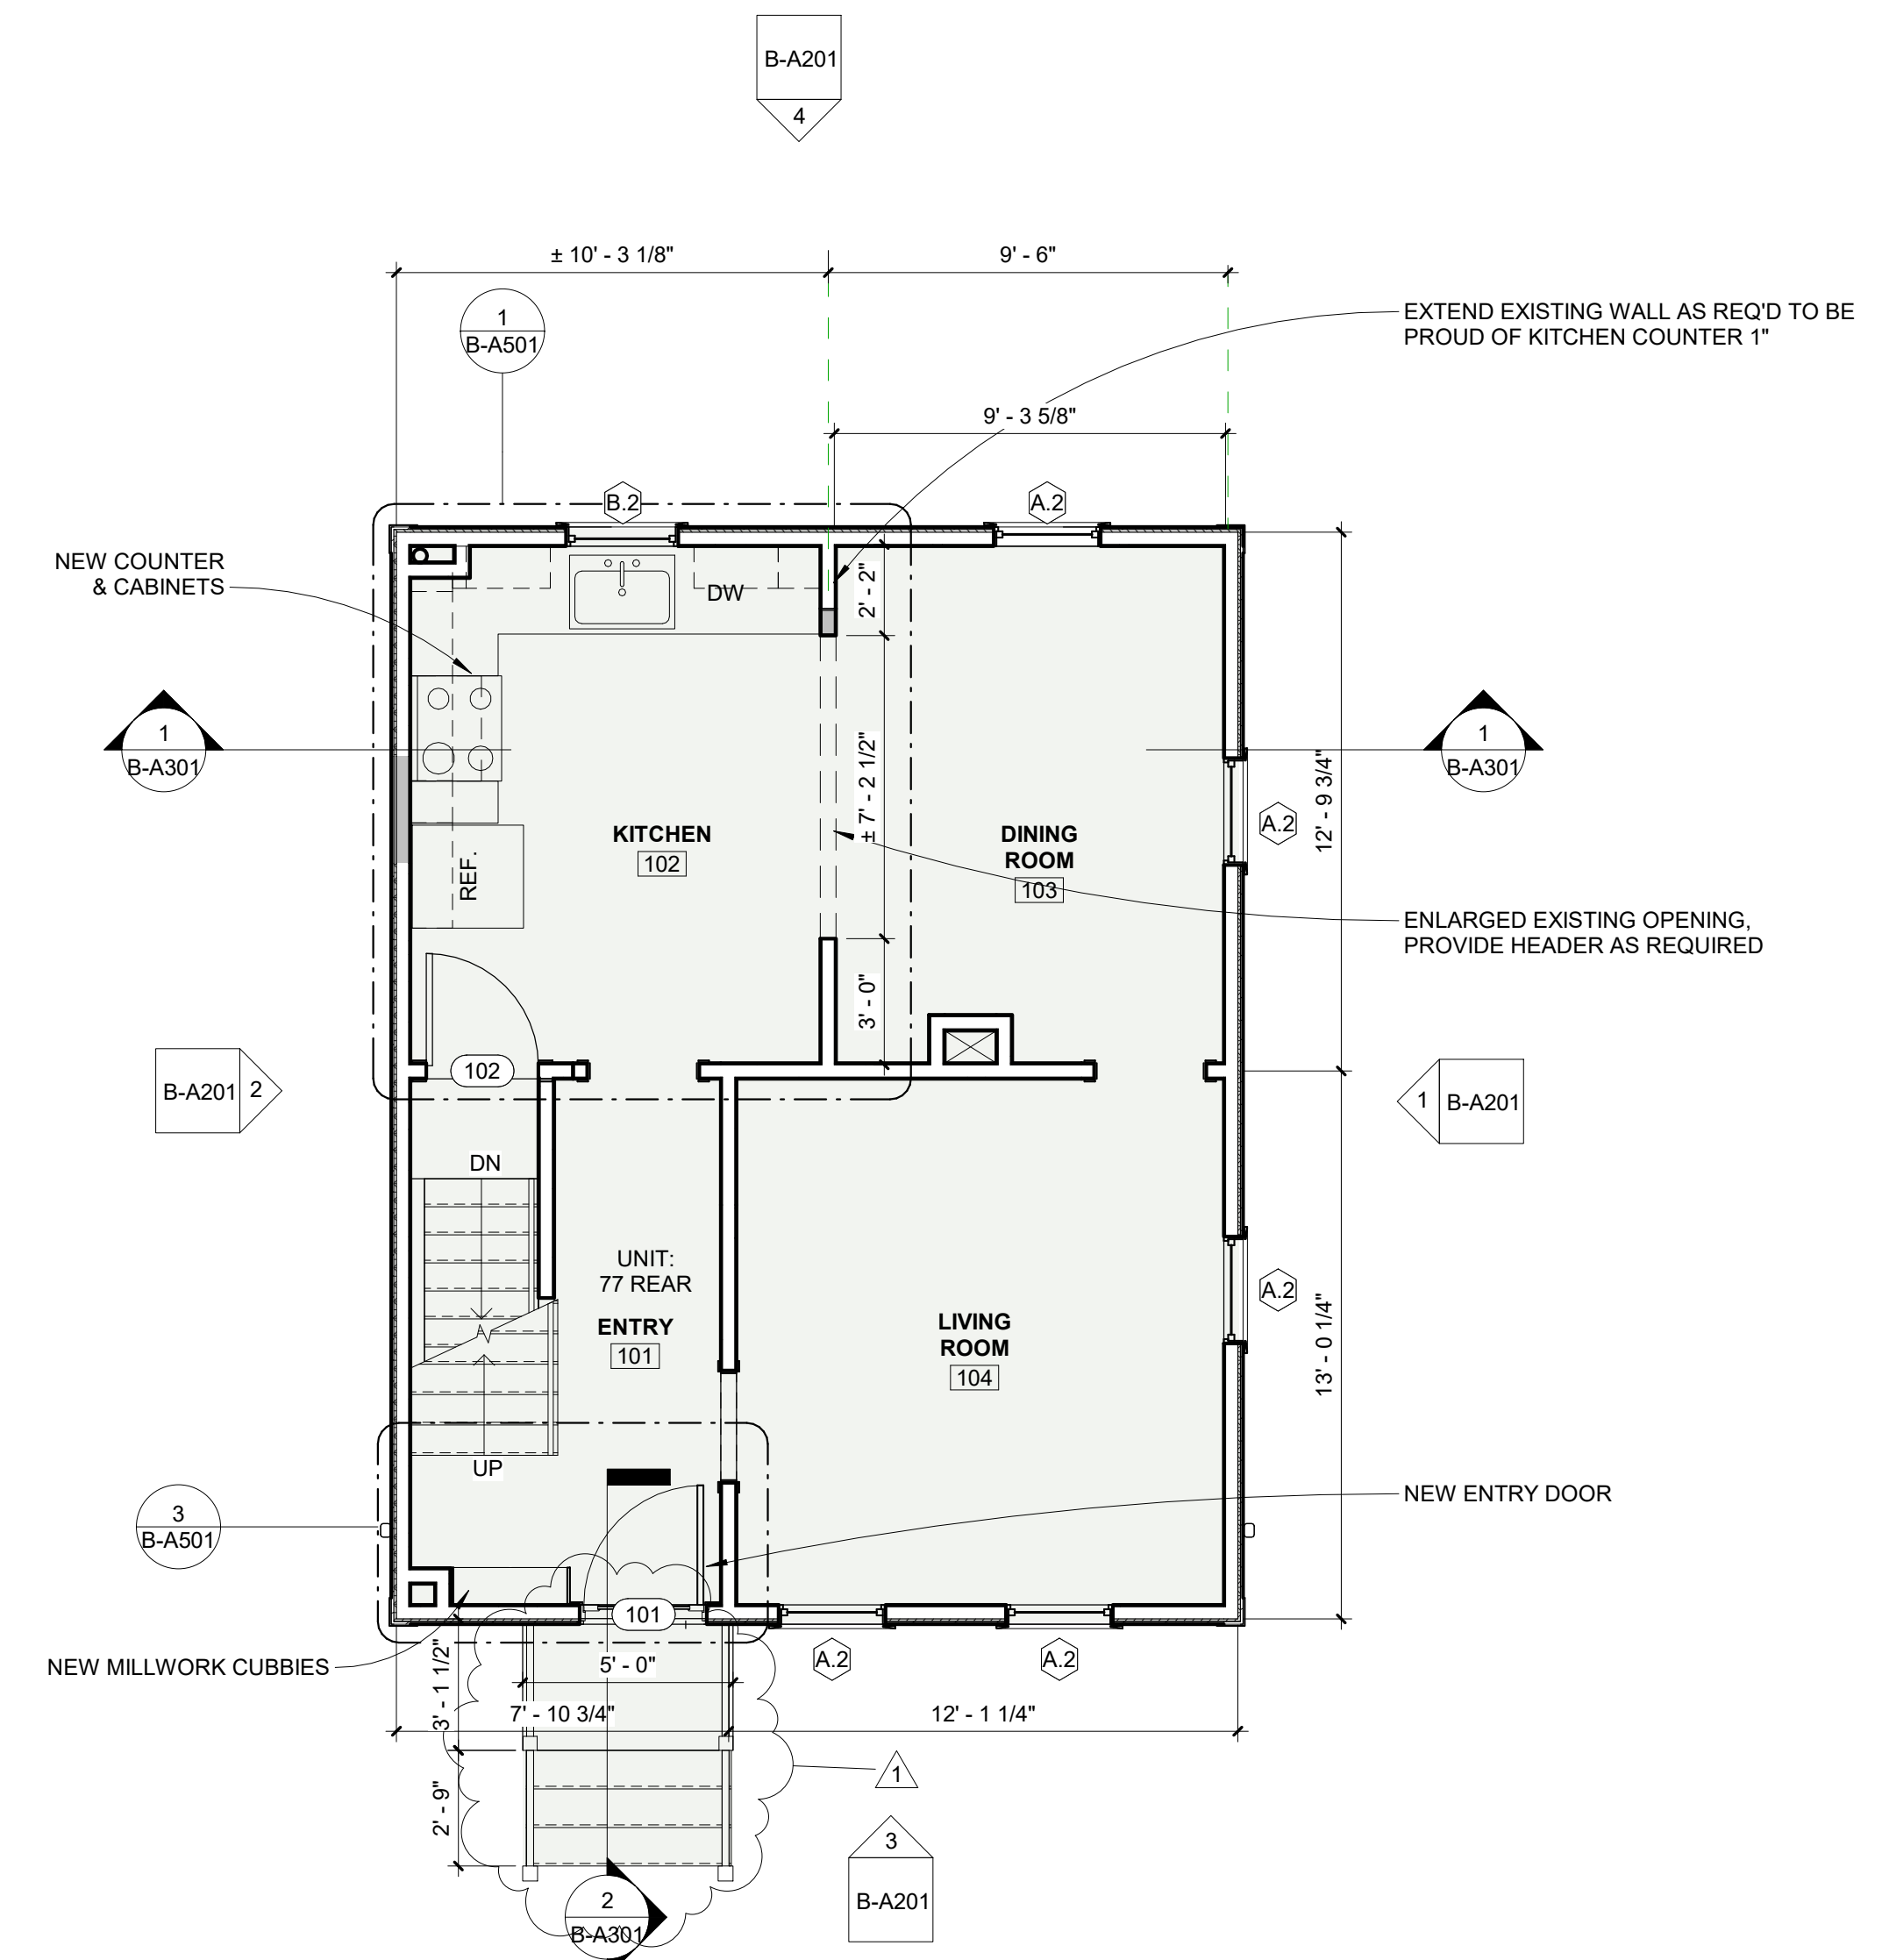 B-A201
4
± 10' - 3 1/8"
9' - 6"
1
B-A501
EXTEND EXISTING WALL AS REQ'D TO BE
PROUD OF KITCHEN COUNTER 1"
9' - 3 5/8"
B.2
A.2
NEW COUNTER
& CABINETS
DW
2' - 2"
1
B-A301
1
B-A301
± 7' - 2 1/2"
12' - 9 3/4"
A.2
KITCHEN
102
DINING
ROOM
103
REF.
ENLARGED EXISTING OPENING,
PROVIDE HEADER AS REQUIRED
3' - 0"
102
B-A201
2
1
B-A201
DN
UNIT:
77 REAR
ENTRY
101
LIVING
ROOM
104
A.2
13' - 0 1/4"
UP
NEW ENTRY DOOR
3
B-A501
101
NEW MILLWORK CUBBIES
3' - 1 1/2"
5' - 0"
A.2
A.2
7' - 10 3/4"
12' - 1 1/4"
1
2' - 9"
3
B-A201
2
B-A301